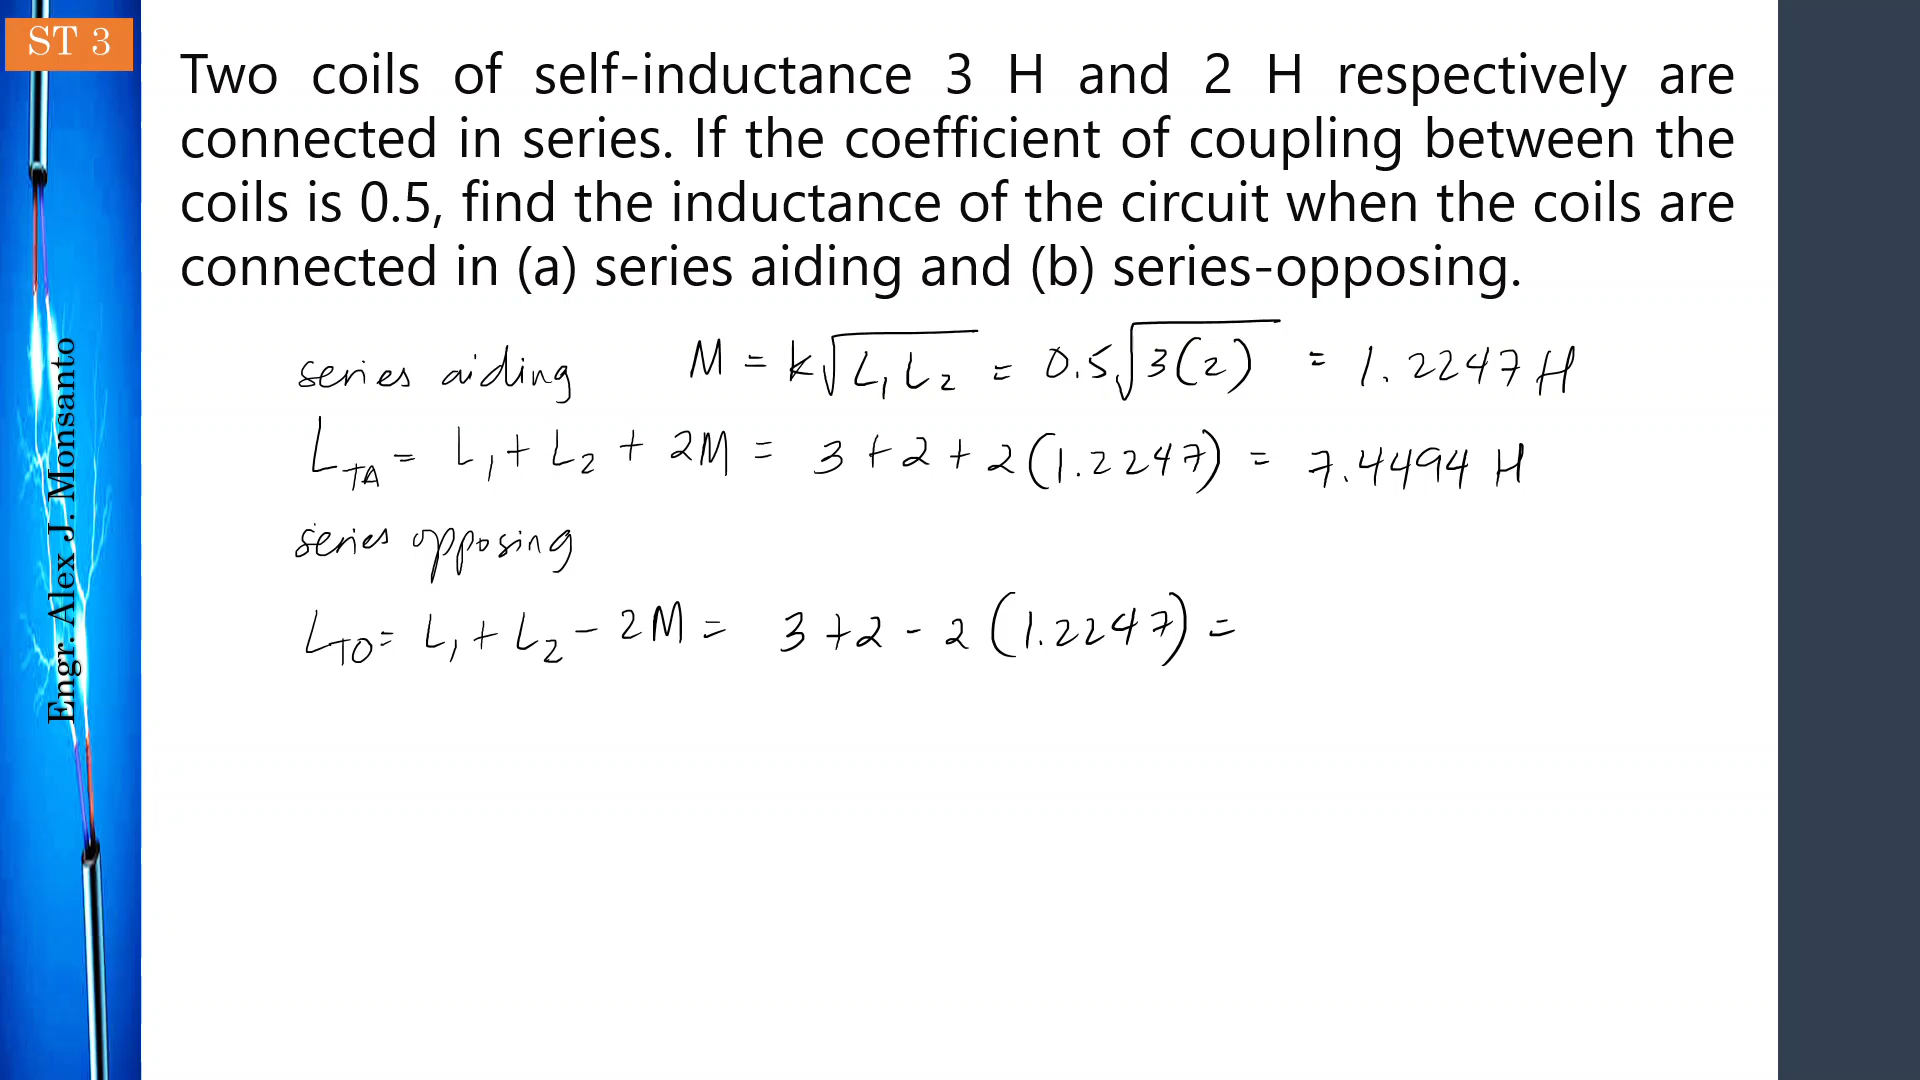 ST 3
Two coils of self-inductance 3 H and 2 H respectively are
connected in series. If the coefficient of coupling between the
coils is 0.5, find the inductance of the circuit when the coils are
connected in (a) series aiding and (b) series-opposing.
series aiding M = k√(L₁L₂) = 0.5√(3(2)) = 1.2247 H
L_TA = L₁ + L₂ + 2M = 3 + 2 + 2(1.2247) = 7.4494 H
series opposing
L_TO = L₁ + L₂ - 2M = 3 + 2 - 2(1.2247) =
Engr. Alex J. Monsanto